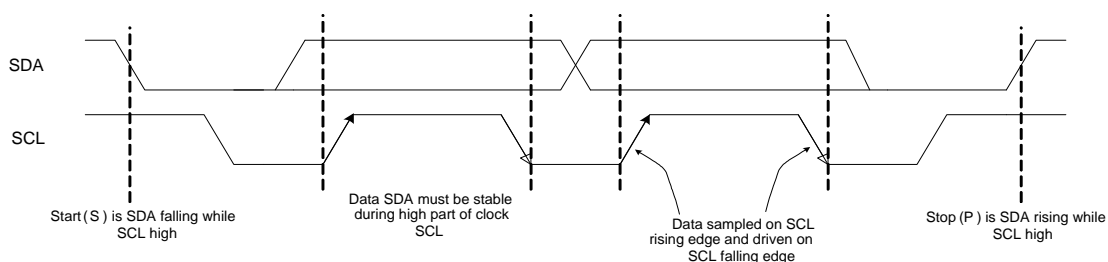 SDA
SCL
Start (S) is SDA falling while
SCL high
Data SDA must be stable
during high part of clock
SCL
Data sampled on SCL
rising edge and driven on
SCL falling edge
Stop (P) is SDA rising while
SCL high